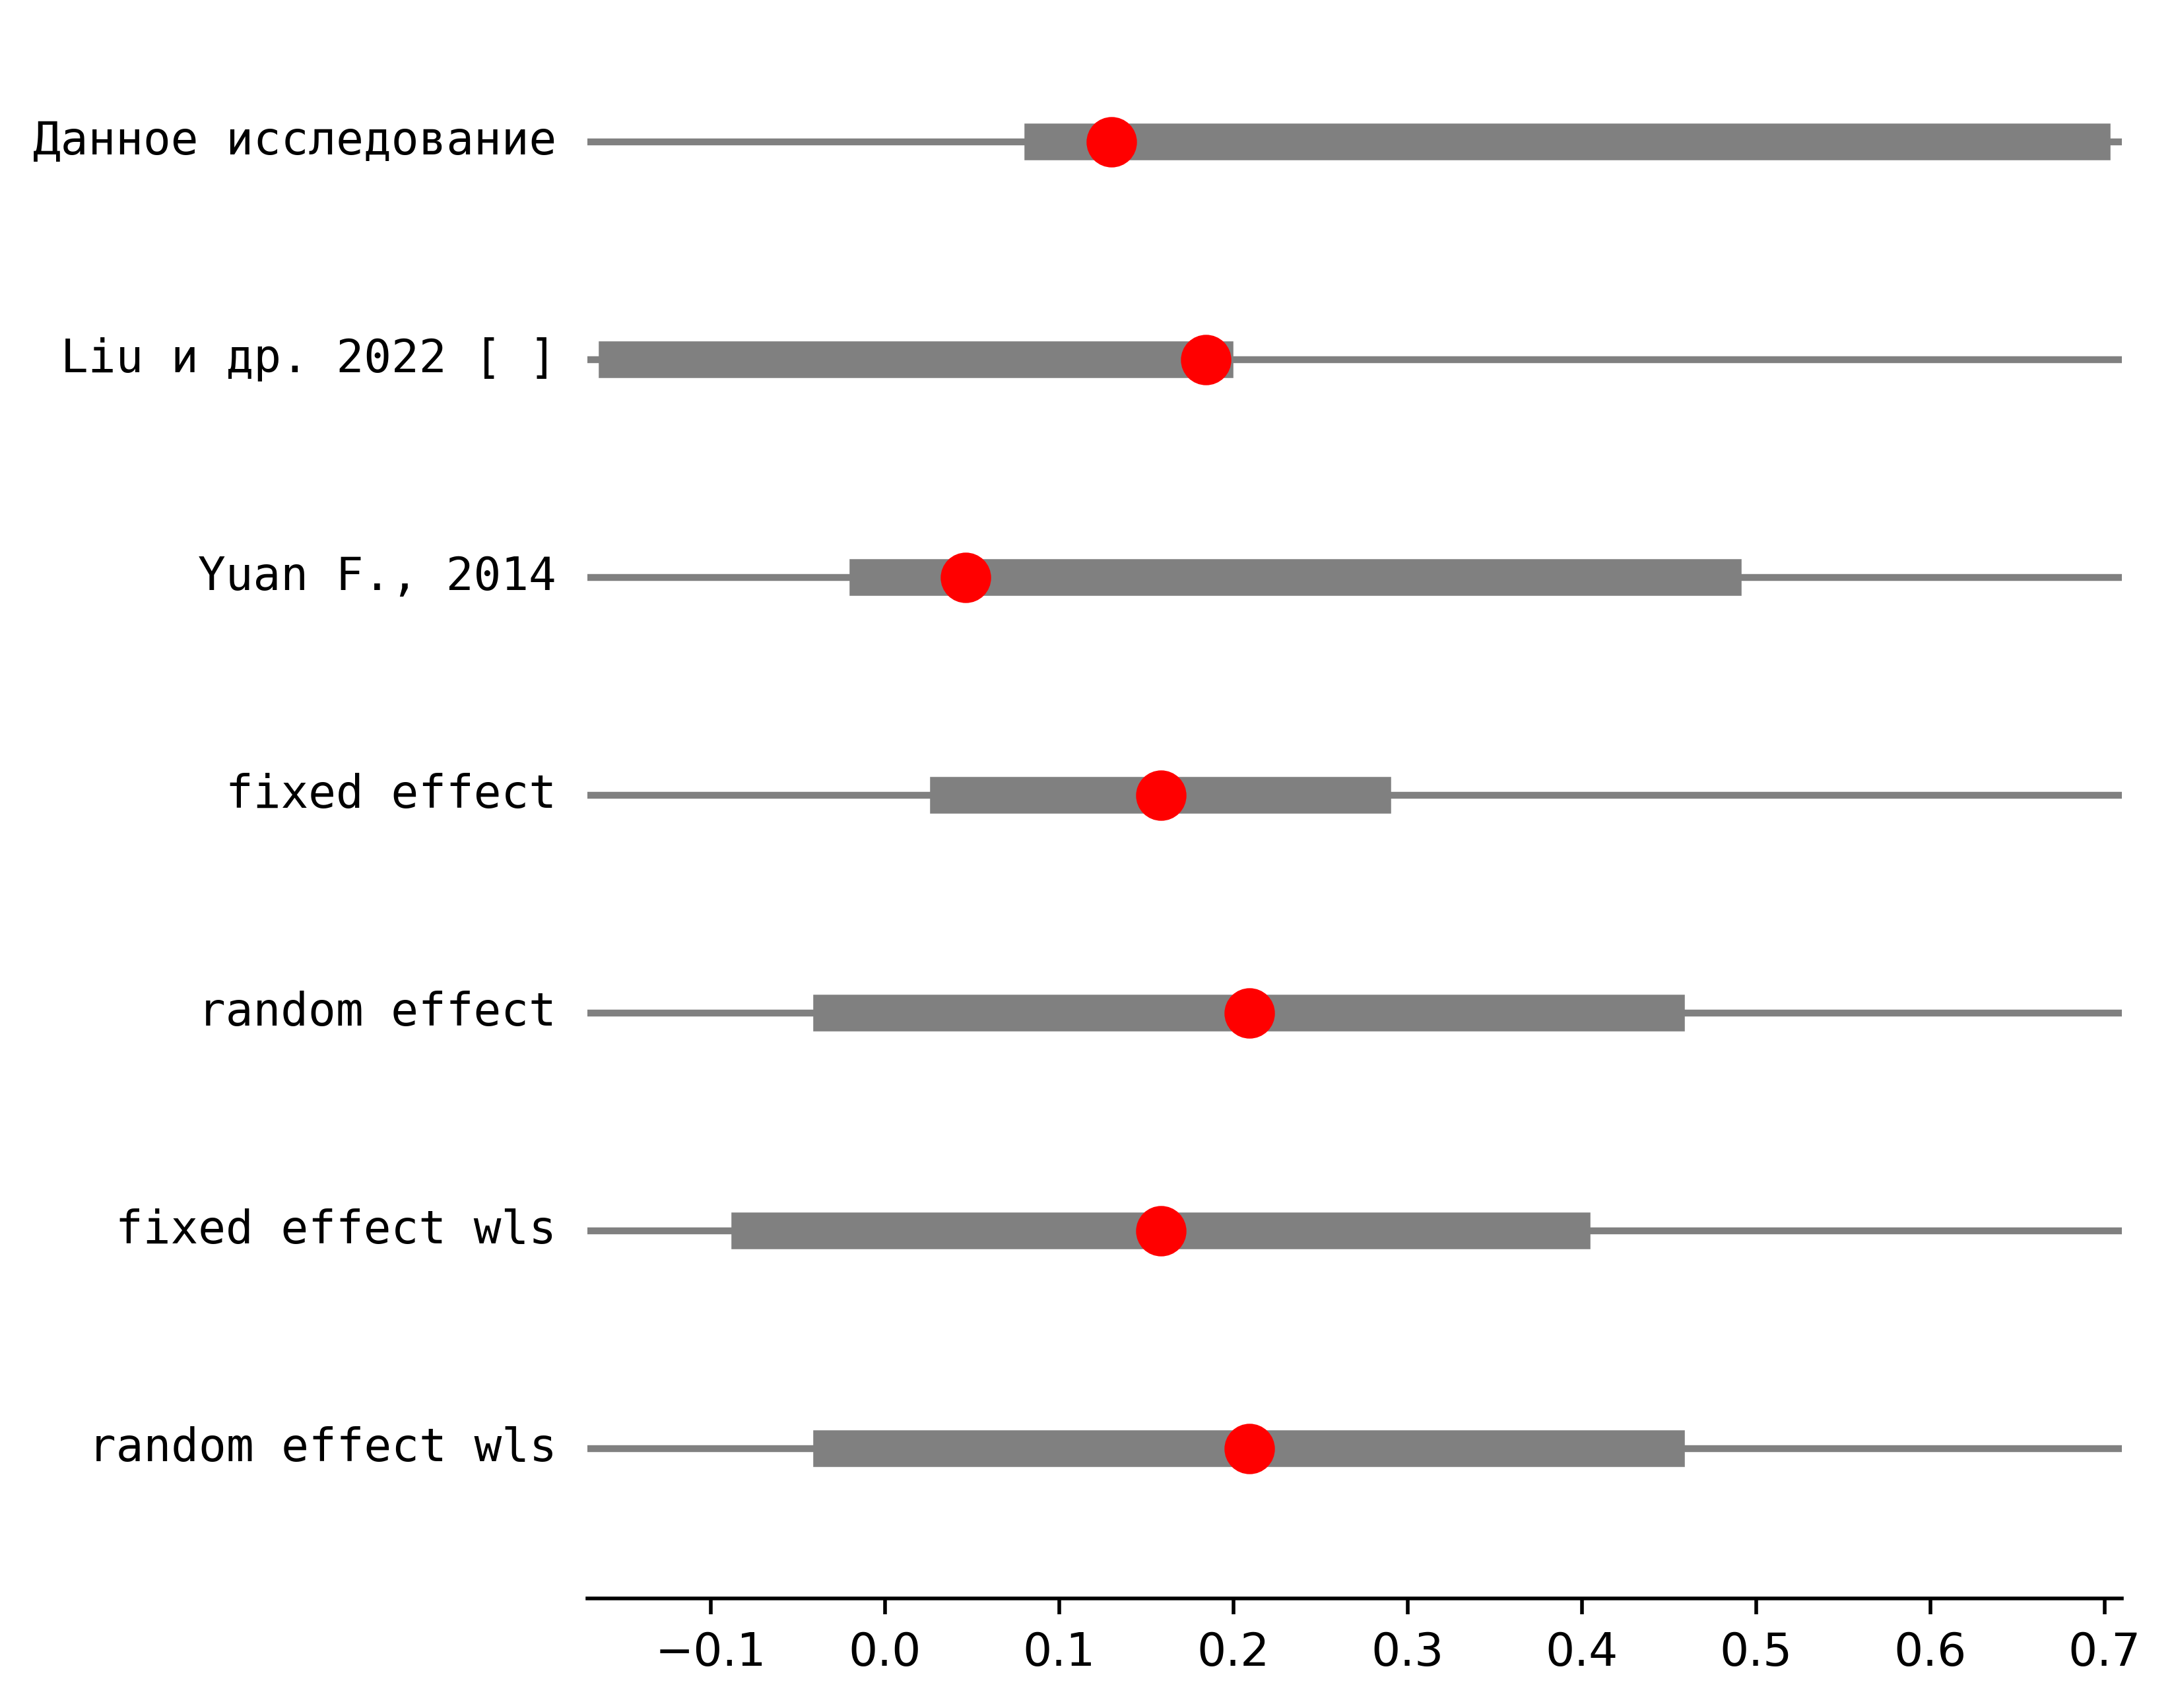 Данное исследование
Liu и др. 2022 [ ]
Yuan F., 2014
fixed effect
random effect
fixed effect wls
random effect wls
−0.1 0.0 0.1 0.2 0.3 0.4 0.5 0.6 0.7